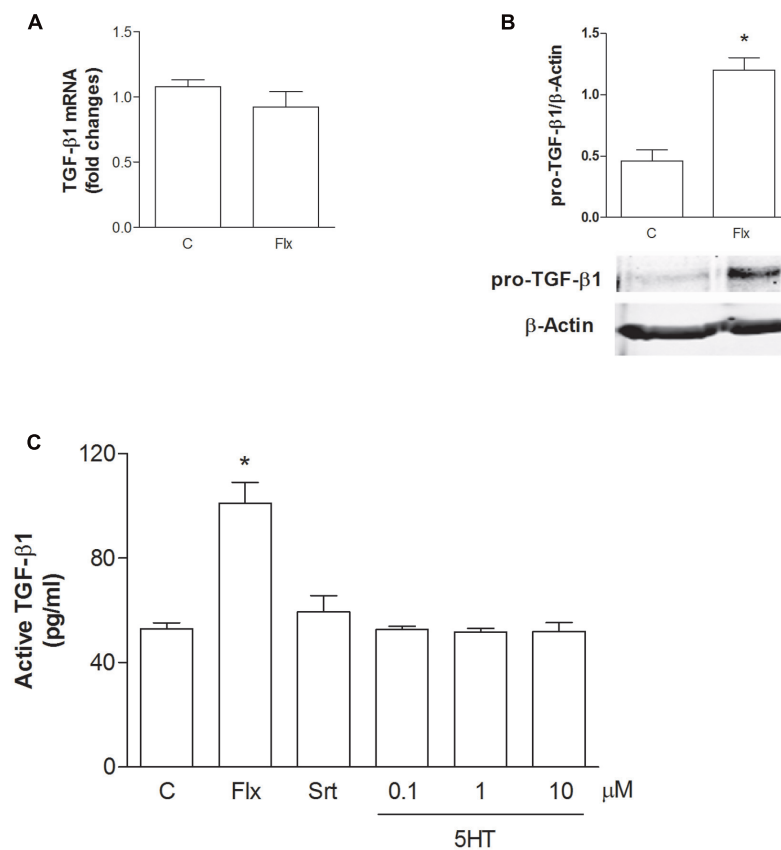 A
1.5
1.0
0.5
0.0
TGF-β1 mRNA
(fold changes)
C
Flx
B
*
1.5
1.0
0.5
0.0
pro-TGF-β1/β-Actin
C
Flx
pro-TGF-β1
β-Actin
C
120
80
40
0
Active TGF-β1
(pg/ml)
*
C
Flx
Srt
0.1
1
10
μM
5HT